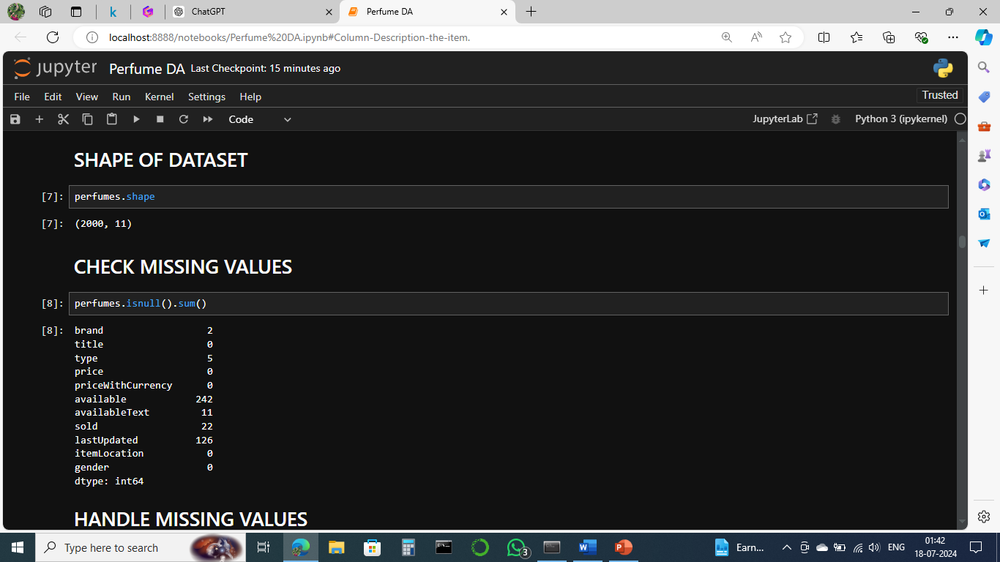 ChatGPT
Perfume DA
localhost:8888/notebooks/Perfume%20DA.ipynb#Column-Description-the-item.
jupyter Perfume DA Last Checkpoint: 15 minutes ago
File Edit View Run Kernel Settings Help
Trusted
Code
JupyterLab
Python 3 (ipykernel)
SHAPE OF DATASET
[7]: perfumes.shape
[7]: (2000, 11)
CHECK MISSING VALUES
[8]: perfumes.isnull().sum()
[8]: brand 2
title 0
type 5
price 0
priceWithCurrency 0
available 242
availableText 11
sold 22
lastUpdated 126
itemLocation 0
gender 0
dtype: int64
HANDLE MISSING VALUES
Type here to search
3
Earn...
ENG
01:42
18-07-2024